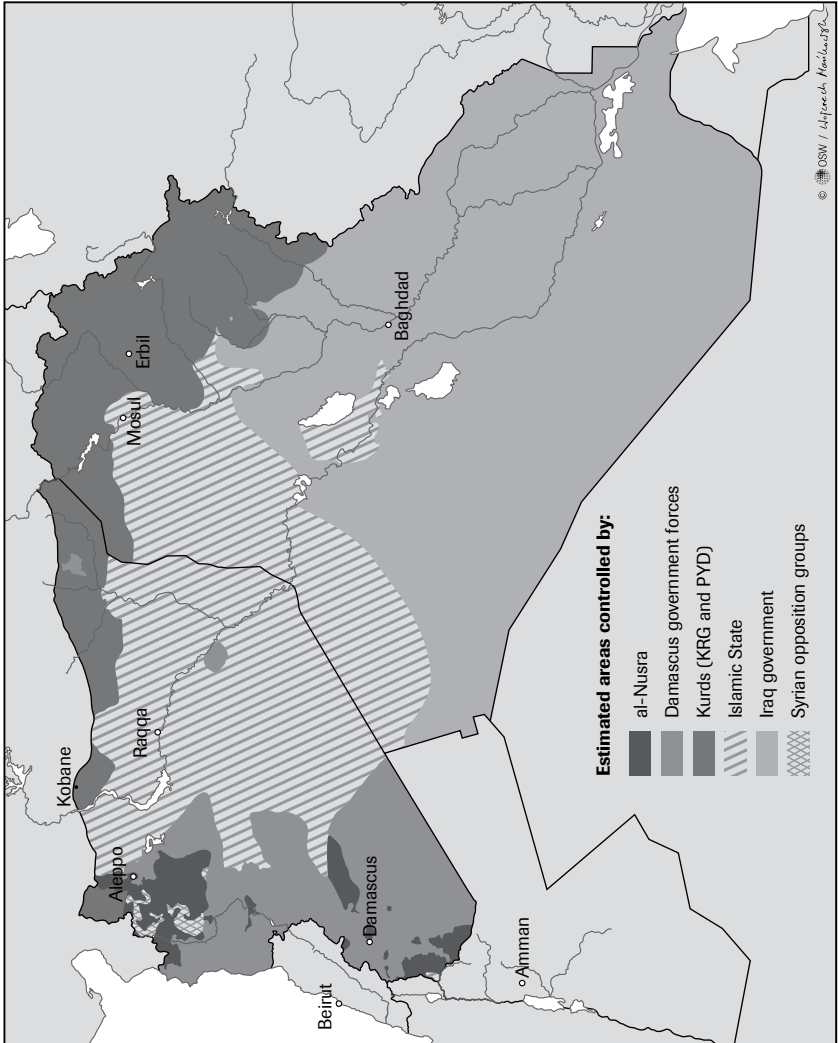 Kobane
Aleppo
Raqqa
Mosul
Erbil
Beirut
Damascus
Baghdad
Amman
Estimated areas controlled by:
al-Nusra
Damascus government forces
Kurds (KRG and PYD)
Islamic State
Iraq government
Syrian opposition groups
© OSW /